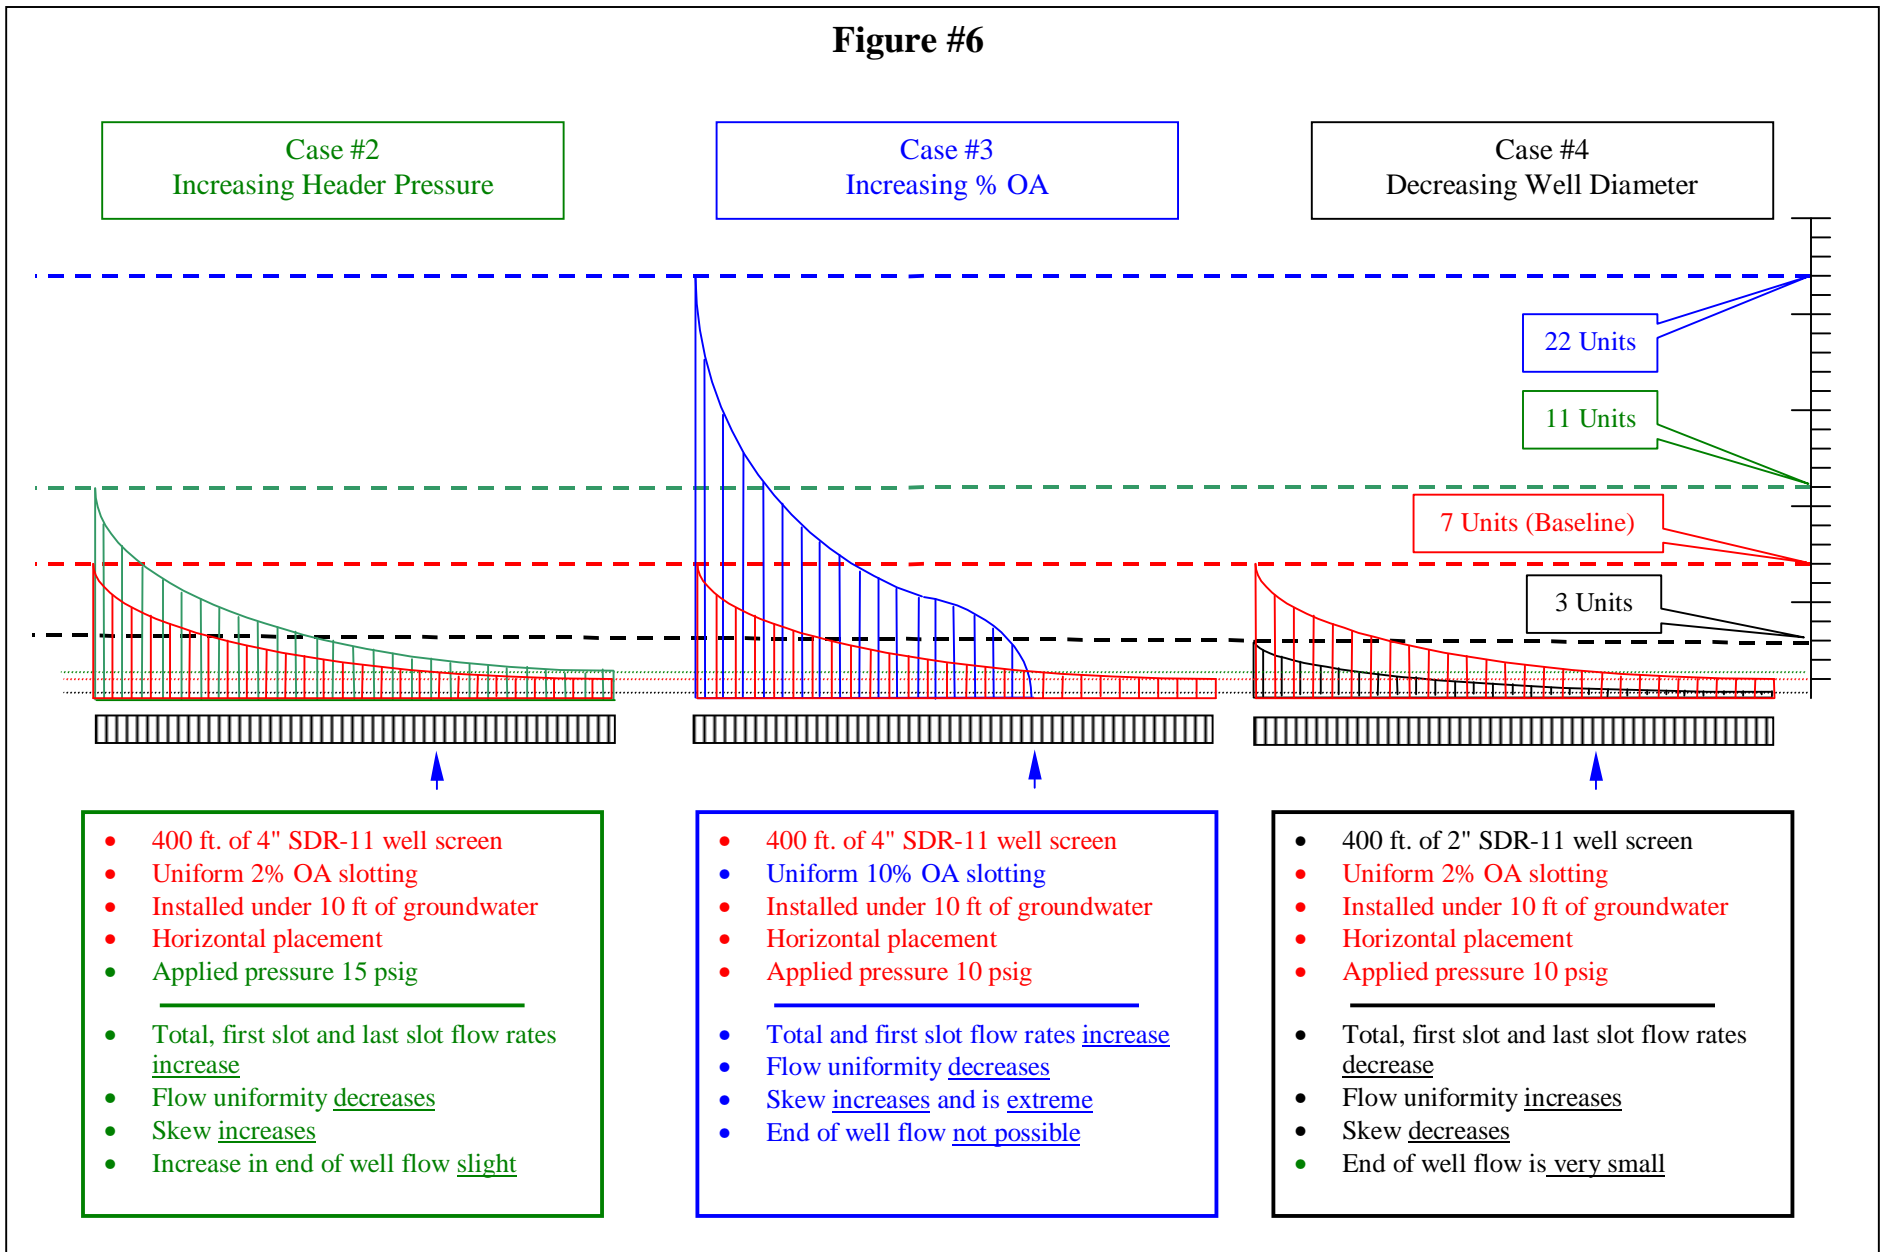 Figure #6
Case #2
Increasing Header Pressure
Case #3
Increasing % OA
Case #4
Decreasing Well Diameter
22 Units
11 Units
7 Units (Baseline)
3 Units
• 400 ft. of 4" SDR-11 well screen
• Uniform 2% OA slotting
• Installed under 10 ft of groundwater
• Horizontal placement
• Applied pressure 15 psig
• Total, first slot and last slot flow rates
increase
• Flow uniformity decreases
• Skew increases
• Increase in end of well flow slight
• 400 ft. of 4" SDR-11 well screen
• Uniform 10% OA slotting
• Installed under 10 ft of groundwater
• Horizontal placement
• Applied pressure 10 psig
• Total and first slot flow rates increase
• Flow uniformity decreases
• Skew increases and is extreme
• End of well flow not possible
• 400 ft. of 2" SDR-11 well screen
• Uniform 2% OA slotting
• Installed under 10 ft of groundwater
• Horizontal placement
• Applied pressure 10 psig
• Total, first slot and last slot flow rates
decrease
• Flow uniformity increases
• Skew decreases
• End of well flow is very small